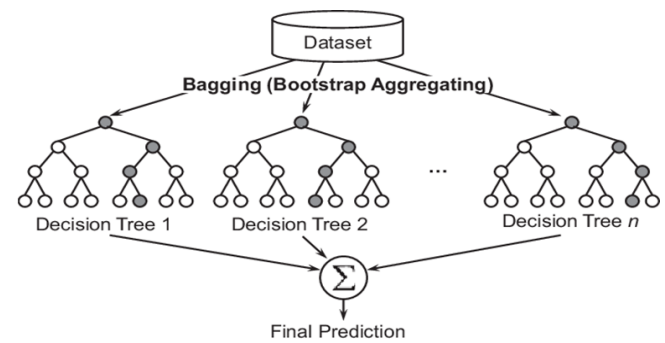 Dataset
Bagging (Bootstrap Aggregating)
...
Decision Tree 1
Decision Tree 2
Decision Tree n
Σ
Final Prediction